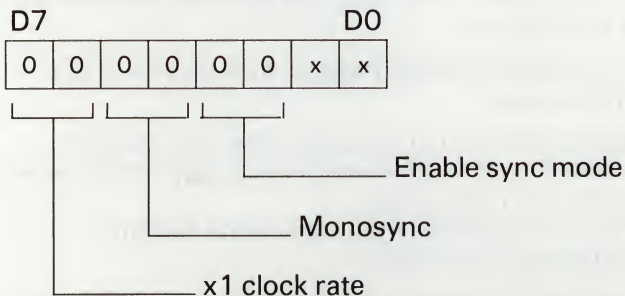 D7 D0
0 0 0 0 0 0 x x
Enable sync mode
Monosync
x1 clock rate